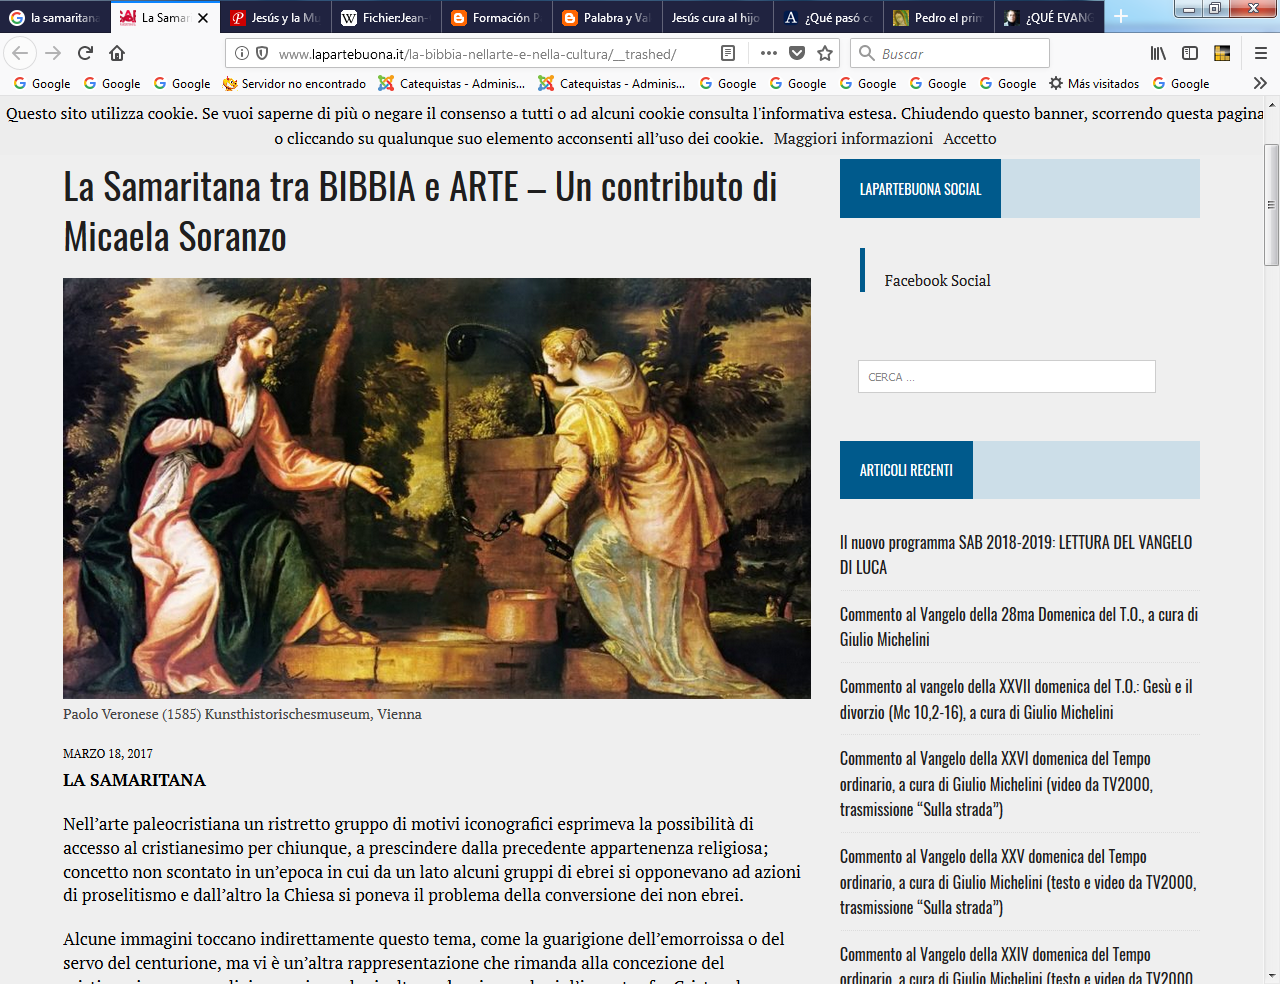 la samaritana
La Samar
Jesús y la Mu
Fichier:Jean-
Formación P
Palabra y Val
Jesús cura al hijo
¿Qué pasó c
Pedro el prim
¿QUÉ EVANG
www.lapartebuona.it/la-bibbia-nellarte-e-nella-cultura/__trashed/
Buscar
Google
Google
Google
Servidor no encontrado
Catequistas - Adminis...
Catequistas - Adminis...
Google
Google
Google
Google
Google
Más visitados
Google
Questo sito utilizza cookie. Se vuoi saperne di più o negare il consenso a tutti o ad alcuni cookie consulta l'informativa estesa. Chiudendo questo banner, scorrendo questa pagina
o cliccando su qualunque suo elemento acconsenti all’uso dei cookie. Maggiori informazioni Accetto
La Samaritana tra BIBBIA e ARTE – Un contributo di
Micaela Soranzo
Paolo Veronese (1585) Kunsthistorischesmuseum, Vienna
MARZO 18, 2017
LA SAMARITANA
Nell’arte paleocristiana un ristretto gruppo di motivi iconografici esprimeva la possibilità di
accesso al cristianesimo per chiunque, a prescindere dalla precedente appartenenza religiosa;
concetto non scontato in un’epoca in cui da un lato alcuni gruppi di ebrei si opponevano ad azioni
di proselitismo e dall’altro la Chiesa si poneva il problema della conversione dei non ebrei.
Alcune immagini toccano indirettamente questo tema, come la guarigione dell’emorroissa o del
servo del centurione, ma vi è un’altra rappresentazione che rimanda alla concezione del
LAPARTEBUONA SOCIAL
Facebook Social
CERCA ...
ARTICOLI RECENTI
Il nuovo programma SAB 2018-2019: LETTURA DEL VANGELO
DI LUCA
Commento al Vangelo della 28ma Domenica del T.O., a cura di
Giulio Michelini
Commento al vangelo della XXVII domenica del T.O.: Gesù e il
divorzio (Mc 10,2-16), a cura di Giulio Michelini
Commento al Vangelo della XXVI domenica del Tempo
ordinario, a cura di Giulio Michelini (video da TV2000,
trasmissione “Sulla strada”)
Commento al Vangelo della XXV domenica del Tempo
ordinario, a cura di Giulio Michelini (testo e video da TV2000,
trasmissione “Sulla strada”)
Commento al Vangelo della XXIV domenica del Tempo
ordinario, a cura di Giulio Michelini (testo e video da TV2000,